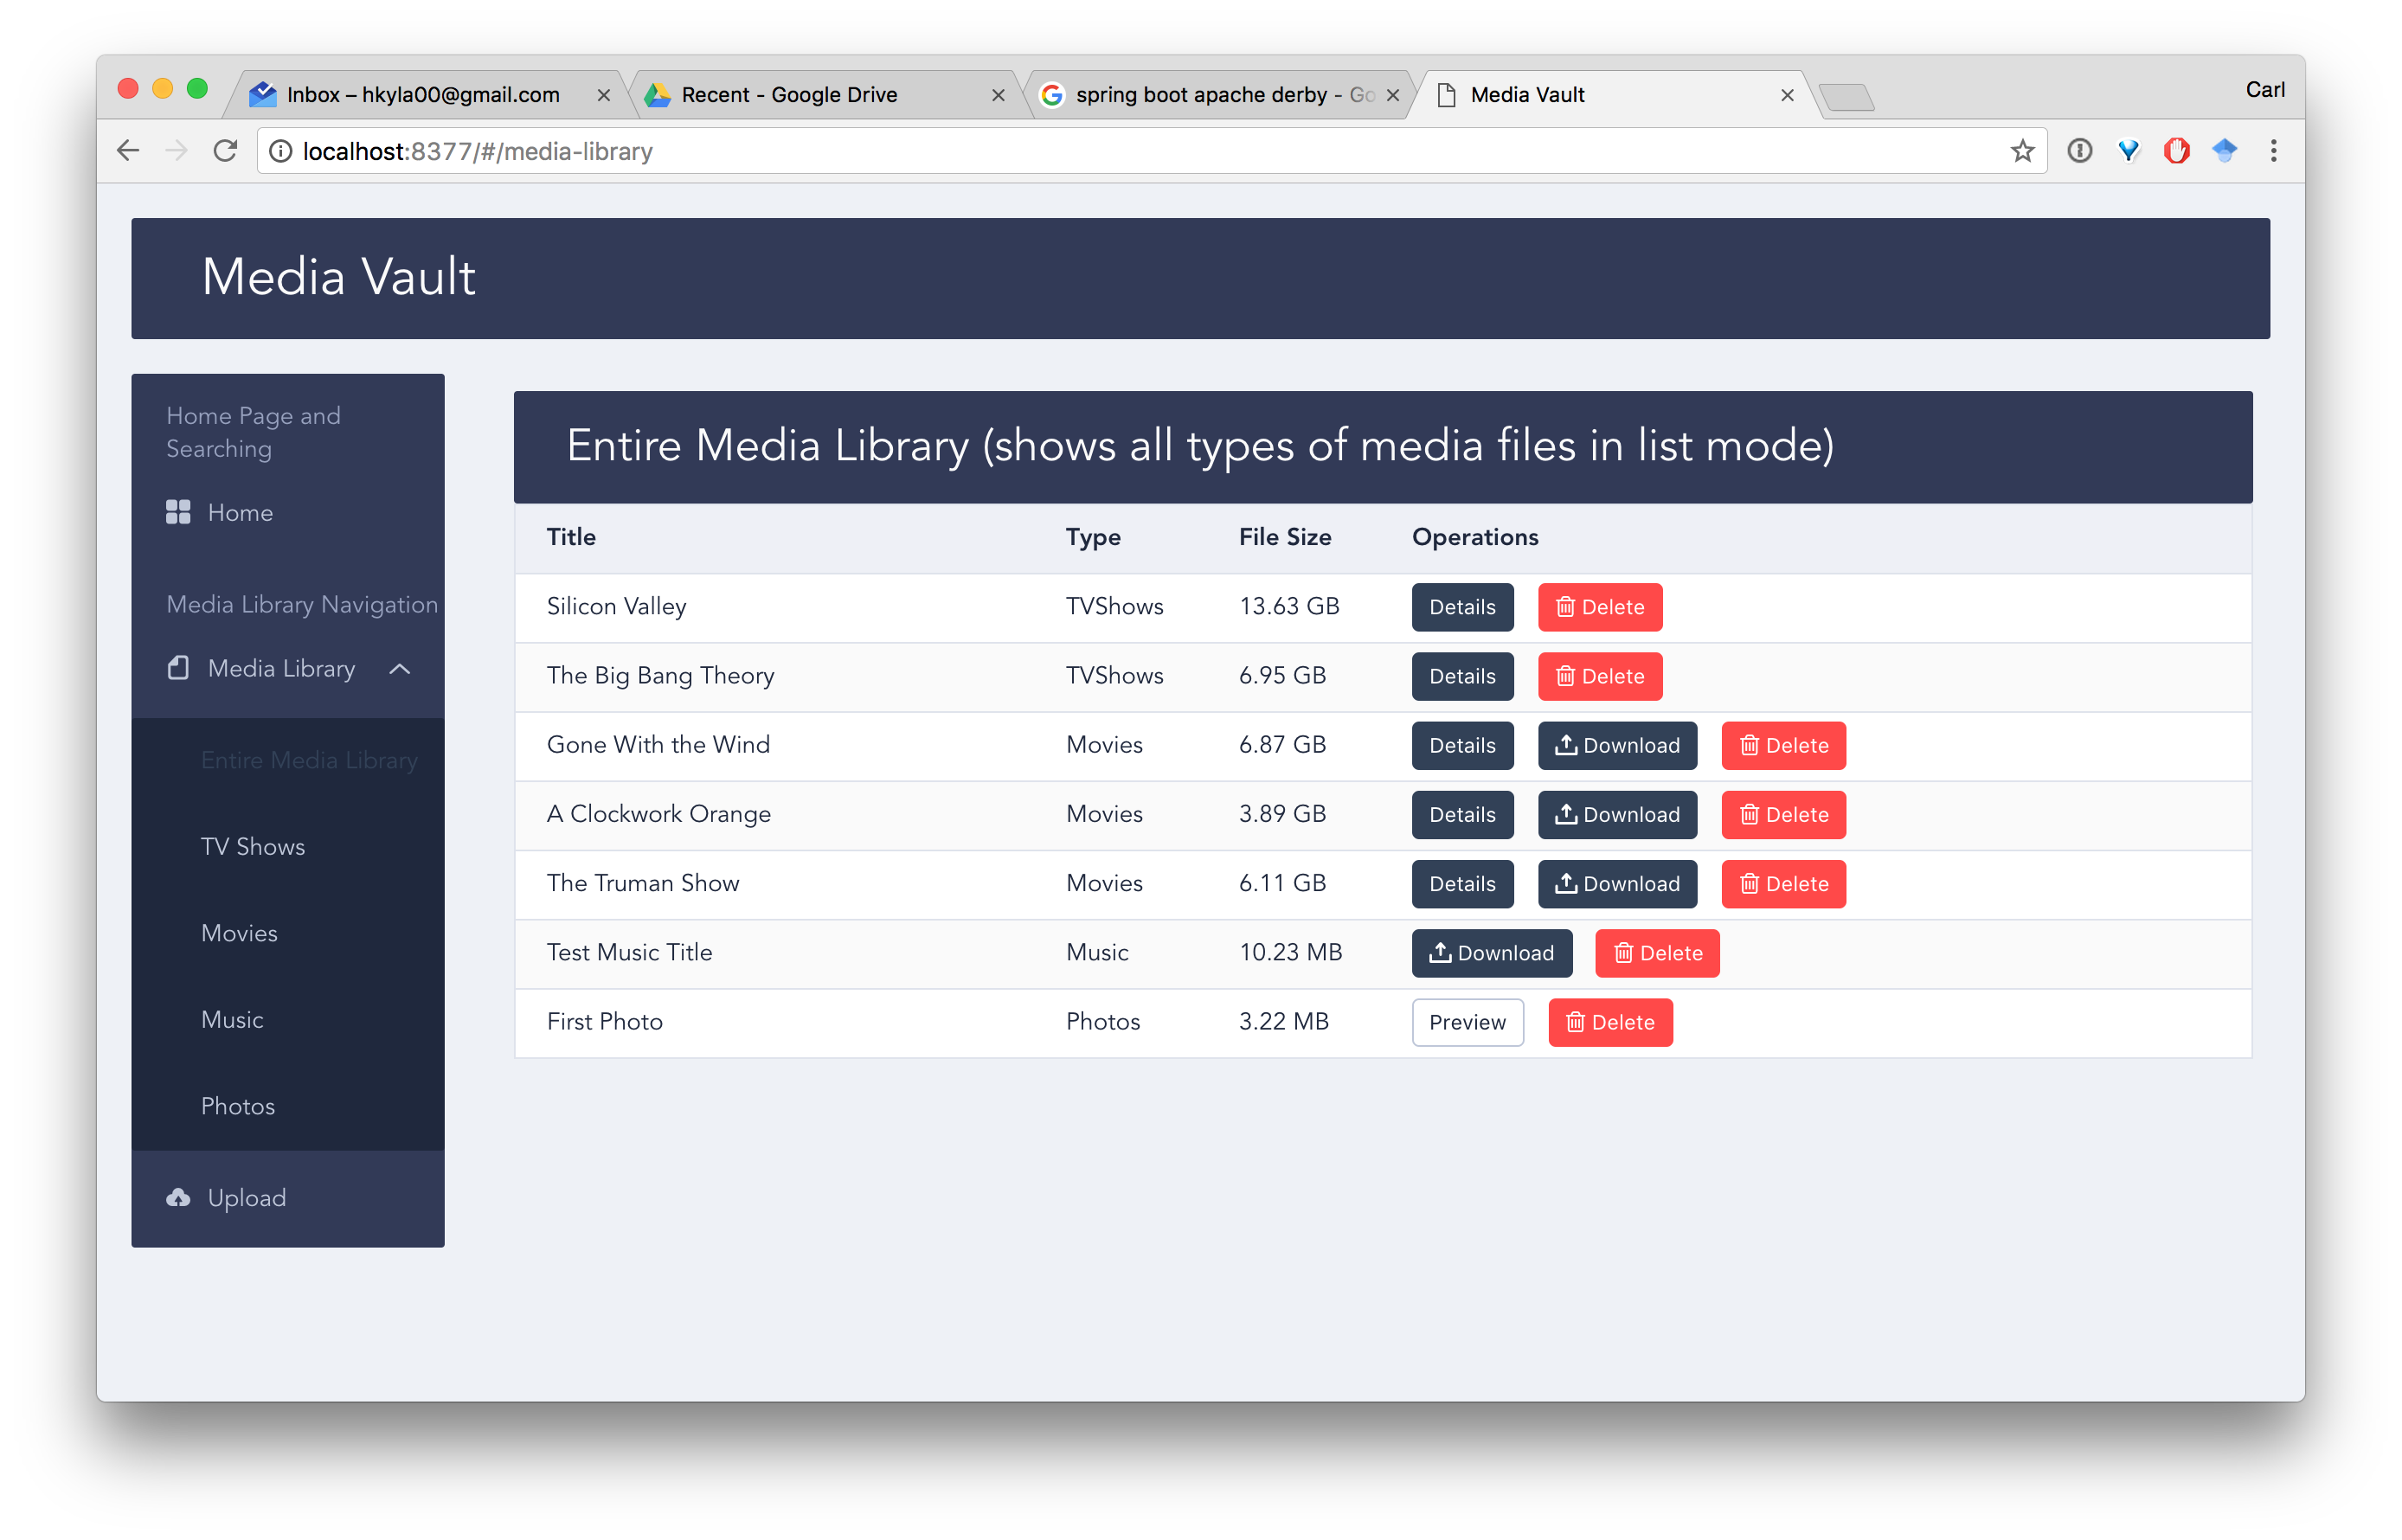 Inbox – hkyla00@gmail.com
Recent - Google Drive
spring boot apache derby - Go
Media Vault
Carl
localhost:8377/#/media-library
Media Vault
Home Page and
Searching
Home
Media Library Navigation
Media Library
Entire Media Library
TV Shows
Movies
Music
Photos
Upload
Entire Media Library (shows all types of media files in list mode)
Title Type File Size Operations
Silicon Valley TVShows 13.63 GB Details Delete
The Big Bang Theory TVShows 6.95 GB Details Delete
Gone With the Wind Movies 6.87 GB Details Download Delete
A Clockwork Orange Movies 3.89 GB Details Download Delete
The Truman Show Movies 6.11 GB Details Download Delete
Test Music Title Music 10.23 MB Download Delete
First Photo Photos 3.22 MB Preview Delete